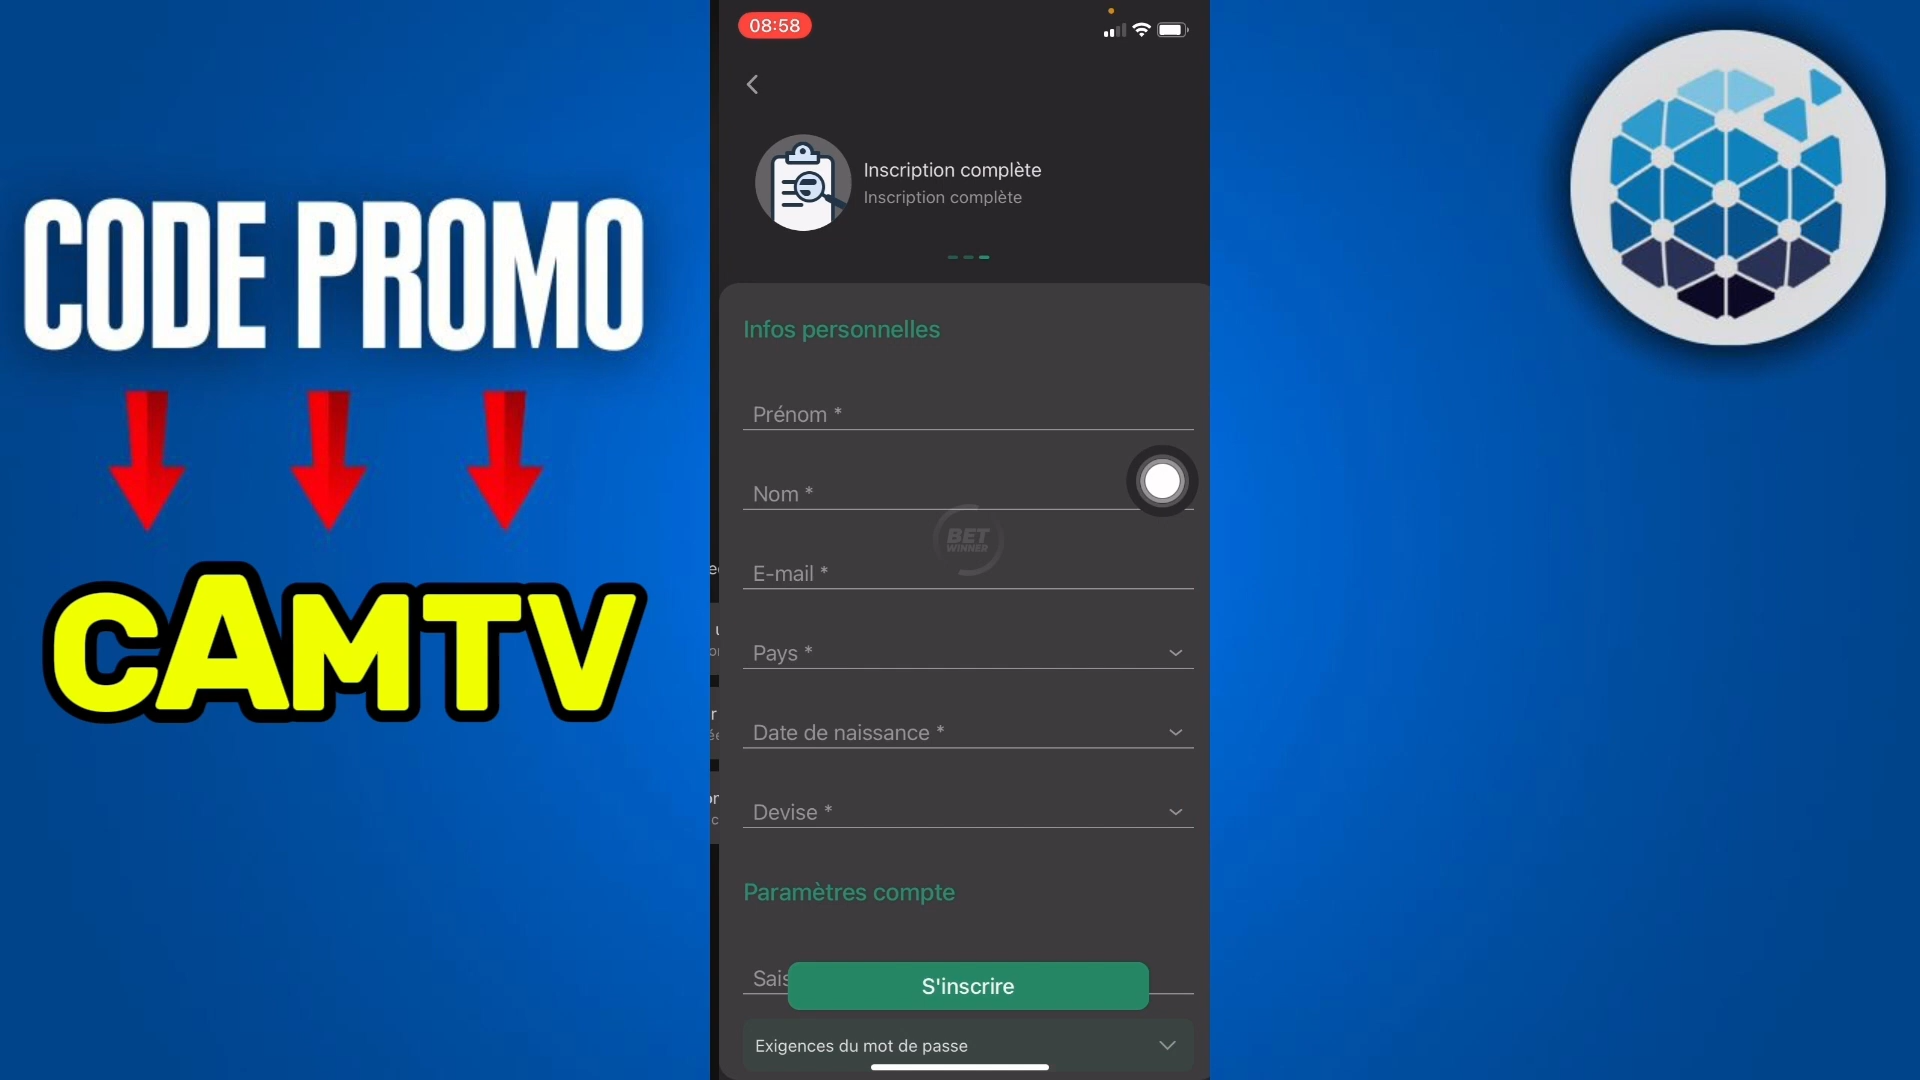 CODE PROMO
CAMTV
08:58
Inscription complète
Inscription complète
Infos personnelles
Prénom *
Nom *
BET
WINNER
E-mail *
Pays *
Date de naissance *
Devise *
Paramètres compte
Sais
S'inscrire
Exigences du mot de passe